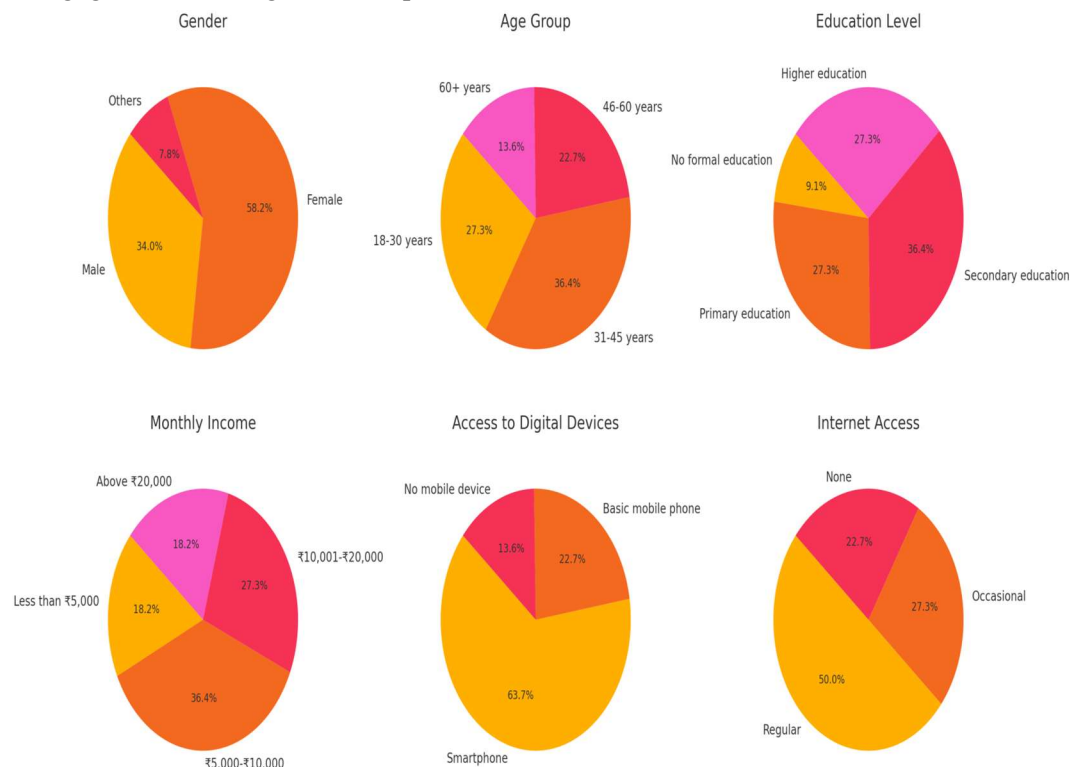 Gender
Others
7.8%
Female
58.2%
34.0%
Male
Age Group
60+ years
46-60 years
13.6%
22.7%
18-30 years
27.3%
36.4%
31-45 years
Education Level
Higher education
27.3%
No formal education
9.1%
36.4%
27.3%
Secondary education
Primary education
Monthly Income
Above ₹20,000
18.2%
₹10,001-₹20,000
27.3%
Less than ₹5,000
18.2%
36.4%
₹5,000-₹10,000
Access to Digital Devices
No mobile device
Basic mobile phone
13.6%
22.7%
63.7%
Smartphone
Internet Access
None
22.7%
Occasional
27.3%
50.0%
Regular